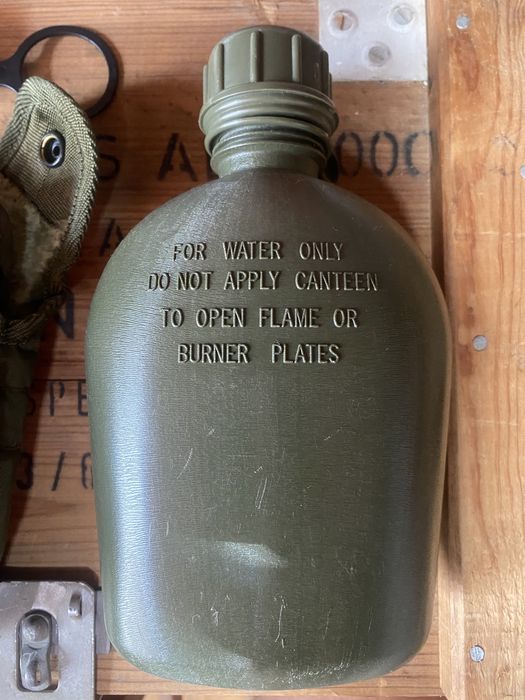 FOR WATER ONLY
DO NOT APPLY CANTEEN
TO OPEN FLAME OR
BURNER PLATES